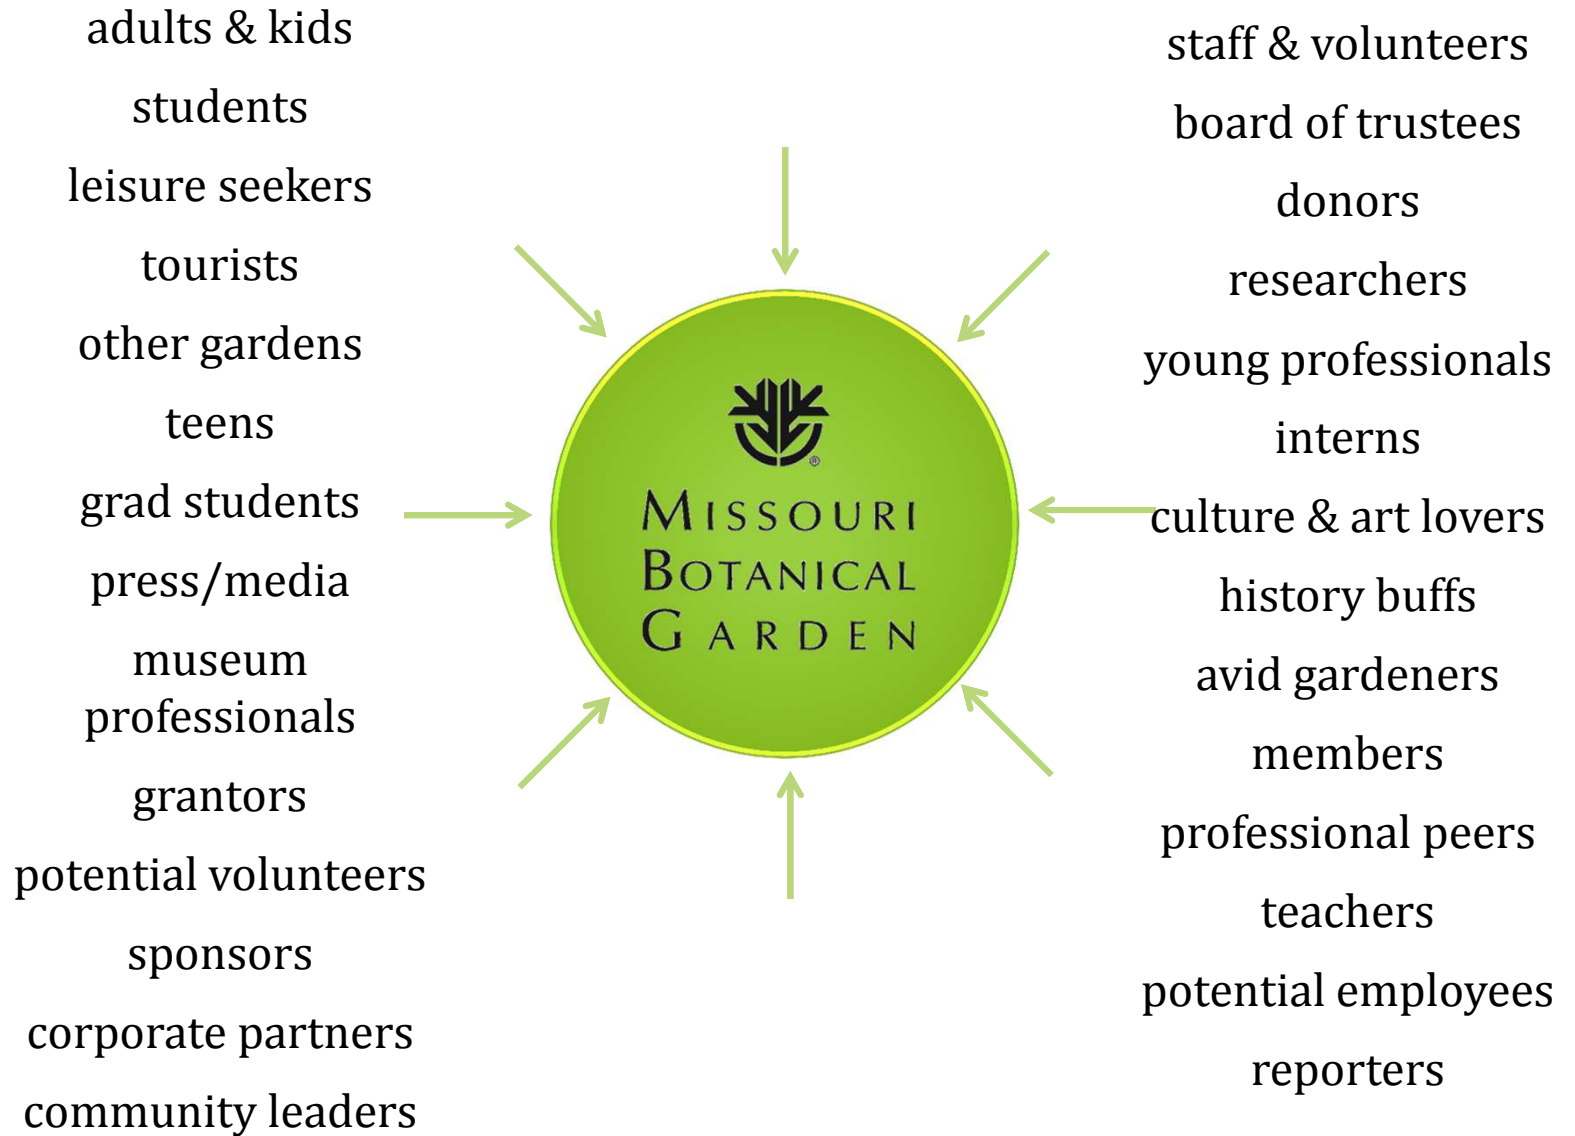 adults & kids
students
leisure seekers
tourists
other gardens
teens
grad students
press/media
museum
professionals
grantors
potential volunteers
sponsors
corporate partners
community leaders
®
MISSOURI
BOTANICAL
GARDEN
staff & volunteers
board of trustees
donors
researchers
young professionals
interns
culture & art lovers
history buffs
avid gardeners
members
professional peers
teachers
potential employees
reporters